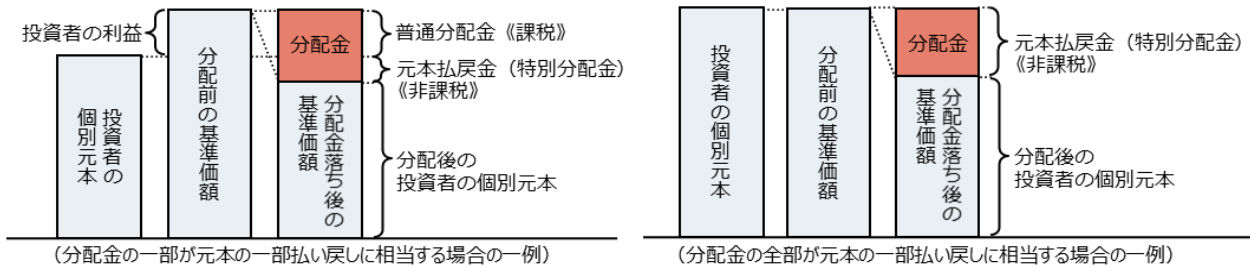 投資者の利益
投資者の
個別元本
分配前の基準価額
分配金
分配金落ち後の
基準価額
普通分配金《課税》
元本払戻金（特別分配金）
《非課税》
分配後の
投資者の個別元本
（分配金の一部が元本の一部払い戻しに相当する場合の一例）
投資者の個別元本
分配前の基準価額
分配金
分配金落ち後の
基準価額
元本払戻金（特別分配金）
《非課税》
分配後の
投資者の個別元本
（分配金の全部が元本の一部払い戻しに相当する場合の一例）